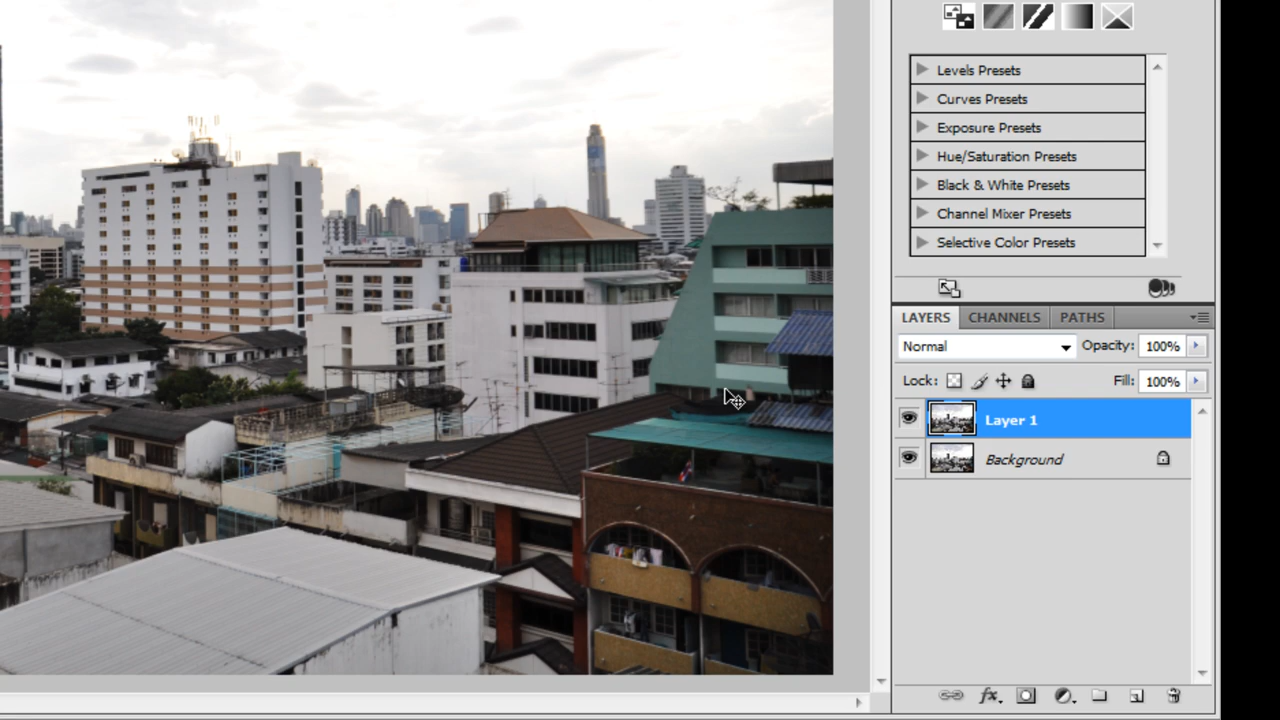 Levels Presets
Curves Presets
Exposure Presets
Hue/Saturation Presets
Black & White Presets
Channel Mixer Presets
Selective Color Presets
LAYERS CHANNELS PATHS
Normal Opacity: 100%
Lock: Fill: 100%
Layer 1
Background
fx